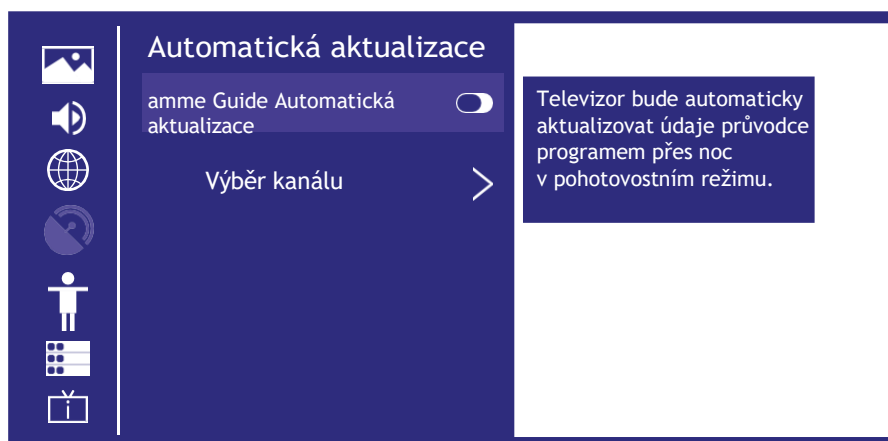 Automatická aktualizace
amme Guide Automatická
aktualizace
Výběr kanálu
Televizor bude automaticky
aktualizovat údaje průvodce
programem přes noc
v pohotovostním režimu.
i